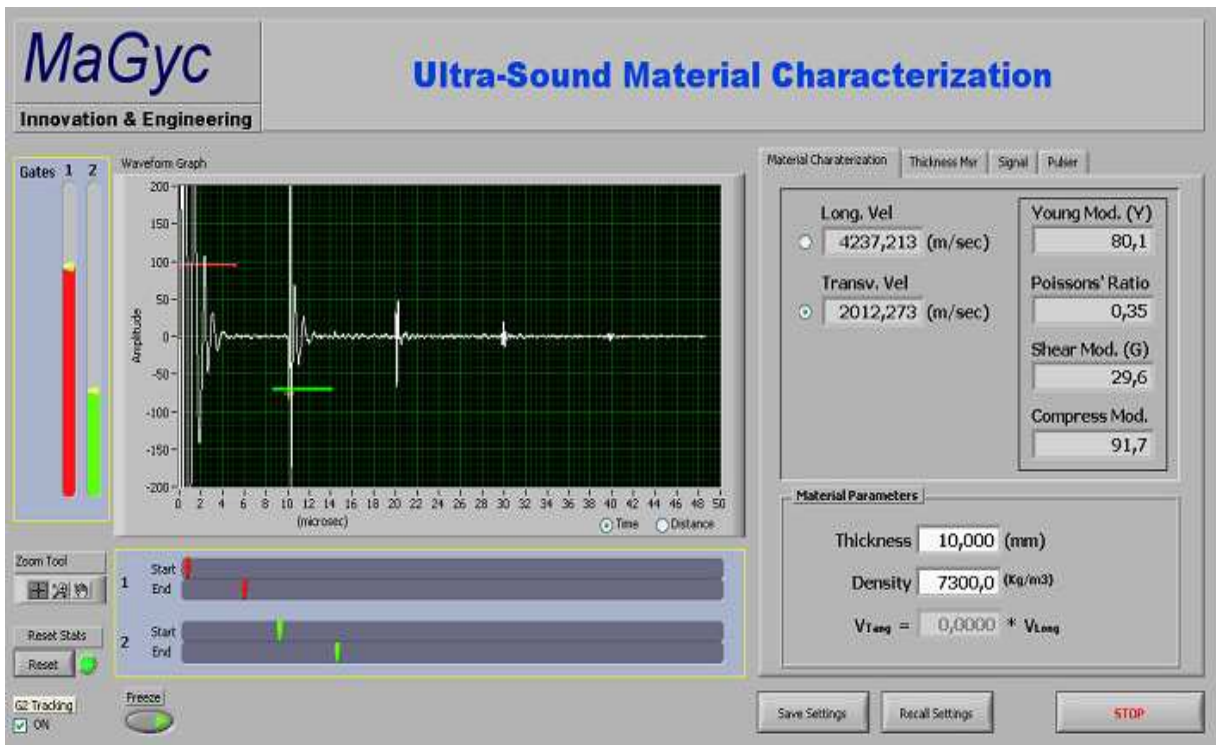 MaGyc
Innovation & Engineering
Ultra-Sound Material Characterization
Gates 1 2
Waveform Graph
Amplitude
200
150
100
50
0
-50
-100
-150
-200
0 2 4 6 8 10 12 14 16 18 20 22 24 26 28 30 32 34 36 38 40 42 44 46 48 50
(microsec)
Time Distance
Material Charaterization Thickness Msr Signal Pulser
Long. Vel
4237,213 (m/sec)
Transv. Vel
2012,273 (m/sec)
Young Mod. (Y)
80,1
Poissons' Ratio
0,35
Shear Mod. (G)
29,6
Compress Mod.
91,7
Material Parameters
Thickness 10,000 (mm)
Density 7300,0 (Kg/m3)
VTang = 0,0000 * VLong
Zoom Tool
Reset Stats
Reset
G2 Tracking
ON
1
Start
End
2
Start
End
Freeze
Save Settings
Recall Settings
STOP